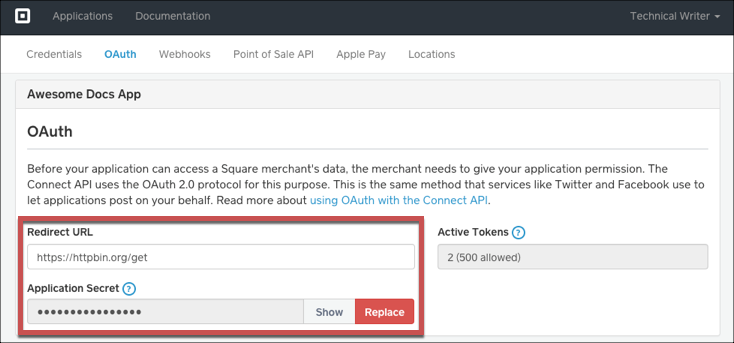 Applications Documentation Technical Writer
Credentials OAuth Webhooks Point of Sale API Apple Pay Locations
Awesome Docs App
OAuth
Before your application can access a Square merchant's data, the merchant needs to give your application permission. The
Connect API uses the OAuth 2.0 protocol for this purpose. This is the same method that services like Twitter and Facebook use to
let applications post on your behalf. Read more about using OAuth with the Connect API.
Redirect URL
https://httpbin.org/get
Application Secret ?
●●●●●●●●●●●●●●●● Show Replace
Active Tokens ?
2 (500 allowed)